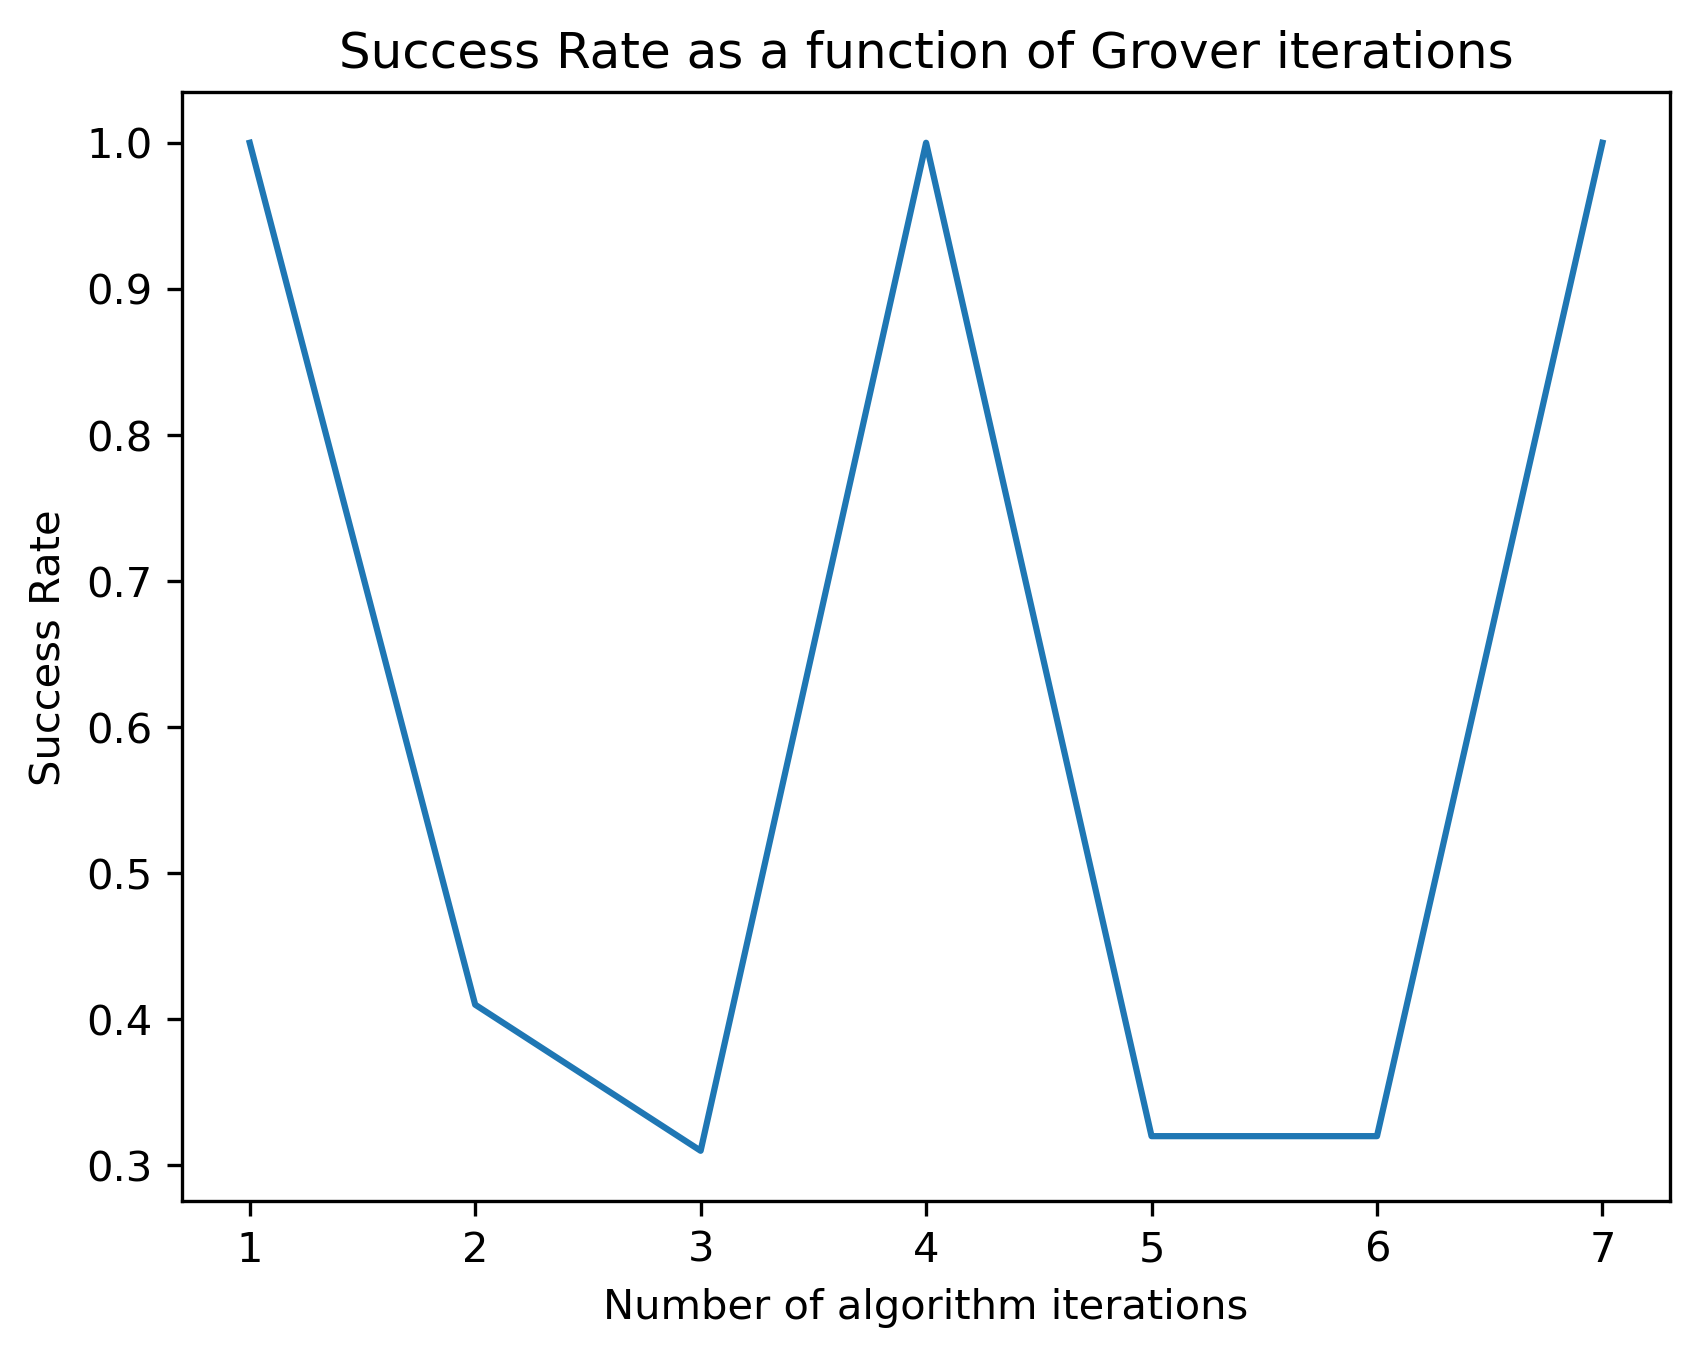 Success Rate as a function of Grover iterations
1.0
0.9
0.8
0.7
0.6
0.5
0.4
0.3
Success Rate
1 2 3 4 5 6 7
Number of algorithm iterations